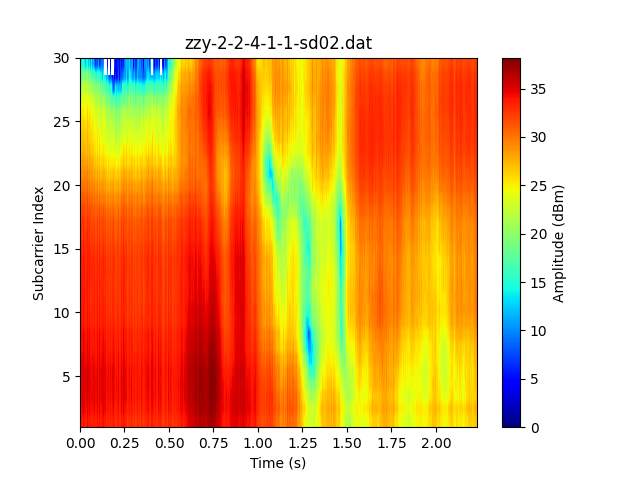 zzy-2-2-4-1-1-sd02.dat
30
25
20
15
10
5
Subcarrier Index
0.00 0.25 0.50 0.75 1.00 1.25 1.50 1.75 2.00
Time (s)
35
30
25
20
15
10
5
0
Amplitude (dBm)